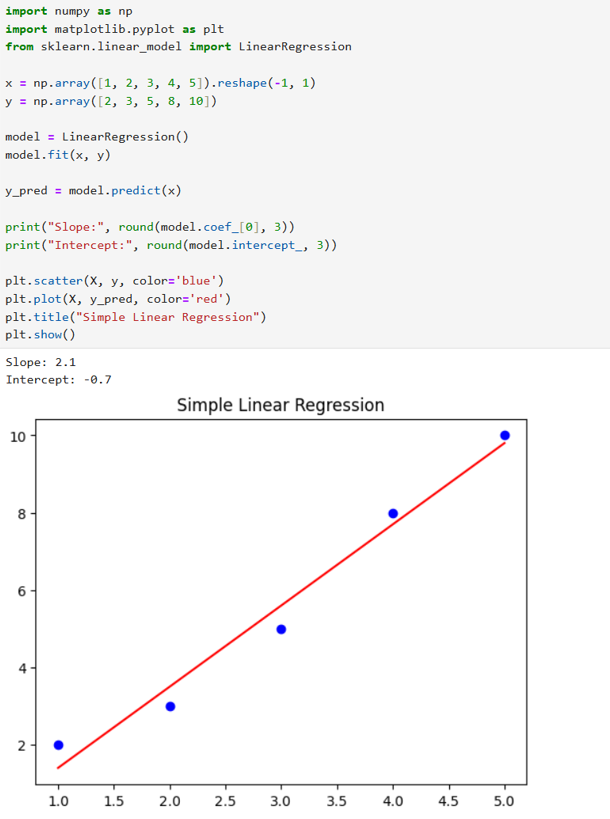 import numpy as np
import matplotlib.pyplot as plt
from sklearn.linear_model import LinearRegression
x = np.array([1, 2, 3, 4, 5]).reshape(-1, 1)
y = np.array([2, 3, 5, 8, 10])
model = LinearRegression()
model.fit(x, y)
y_pred = model.predict(x)
print("Slope:", round(model.coef_[0], 3))
print("Intercept:", round(model.intercept_, 3))
plt.scatter(X, y, color='blue')
plt.plot(X, y_pred, color='red')
plt.title("Simple Linear Regression")
plt.show()
Slope: 2.1
Intercept: -0.7
Simple Linear Regression
10
8
6
4
2
1.0 1.5 2.0 2.5 3.0 3.5 4.0 4.5 5.0